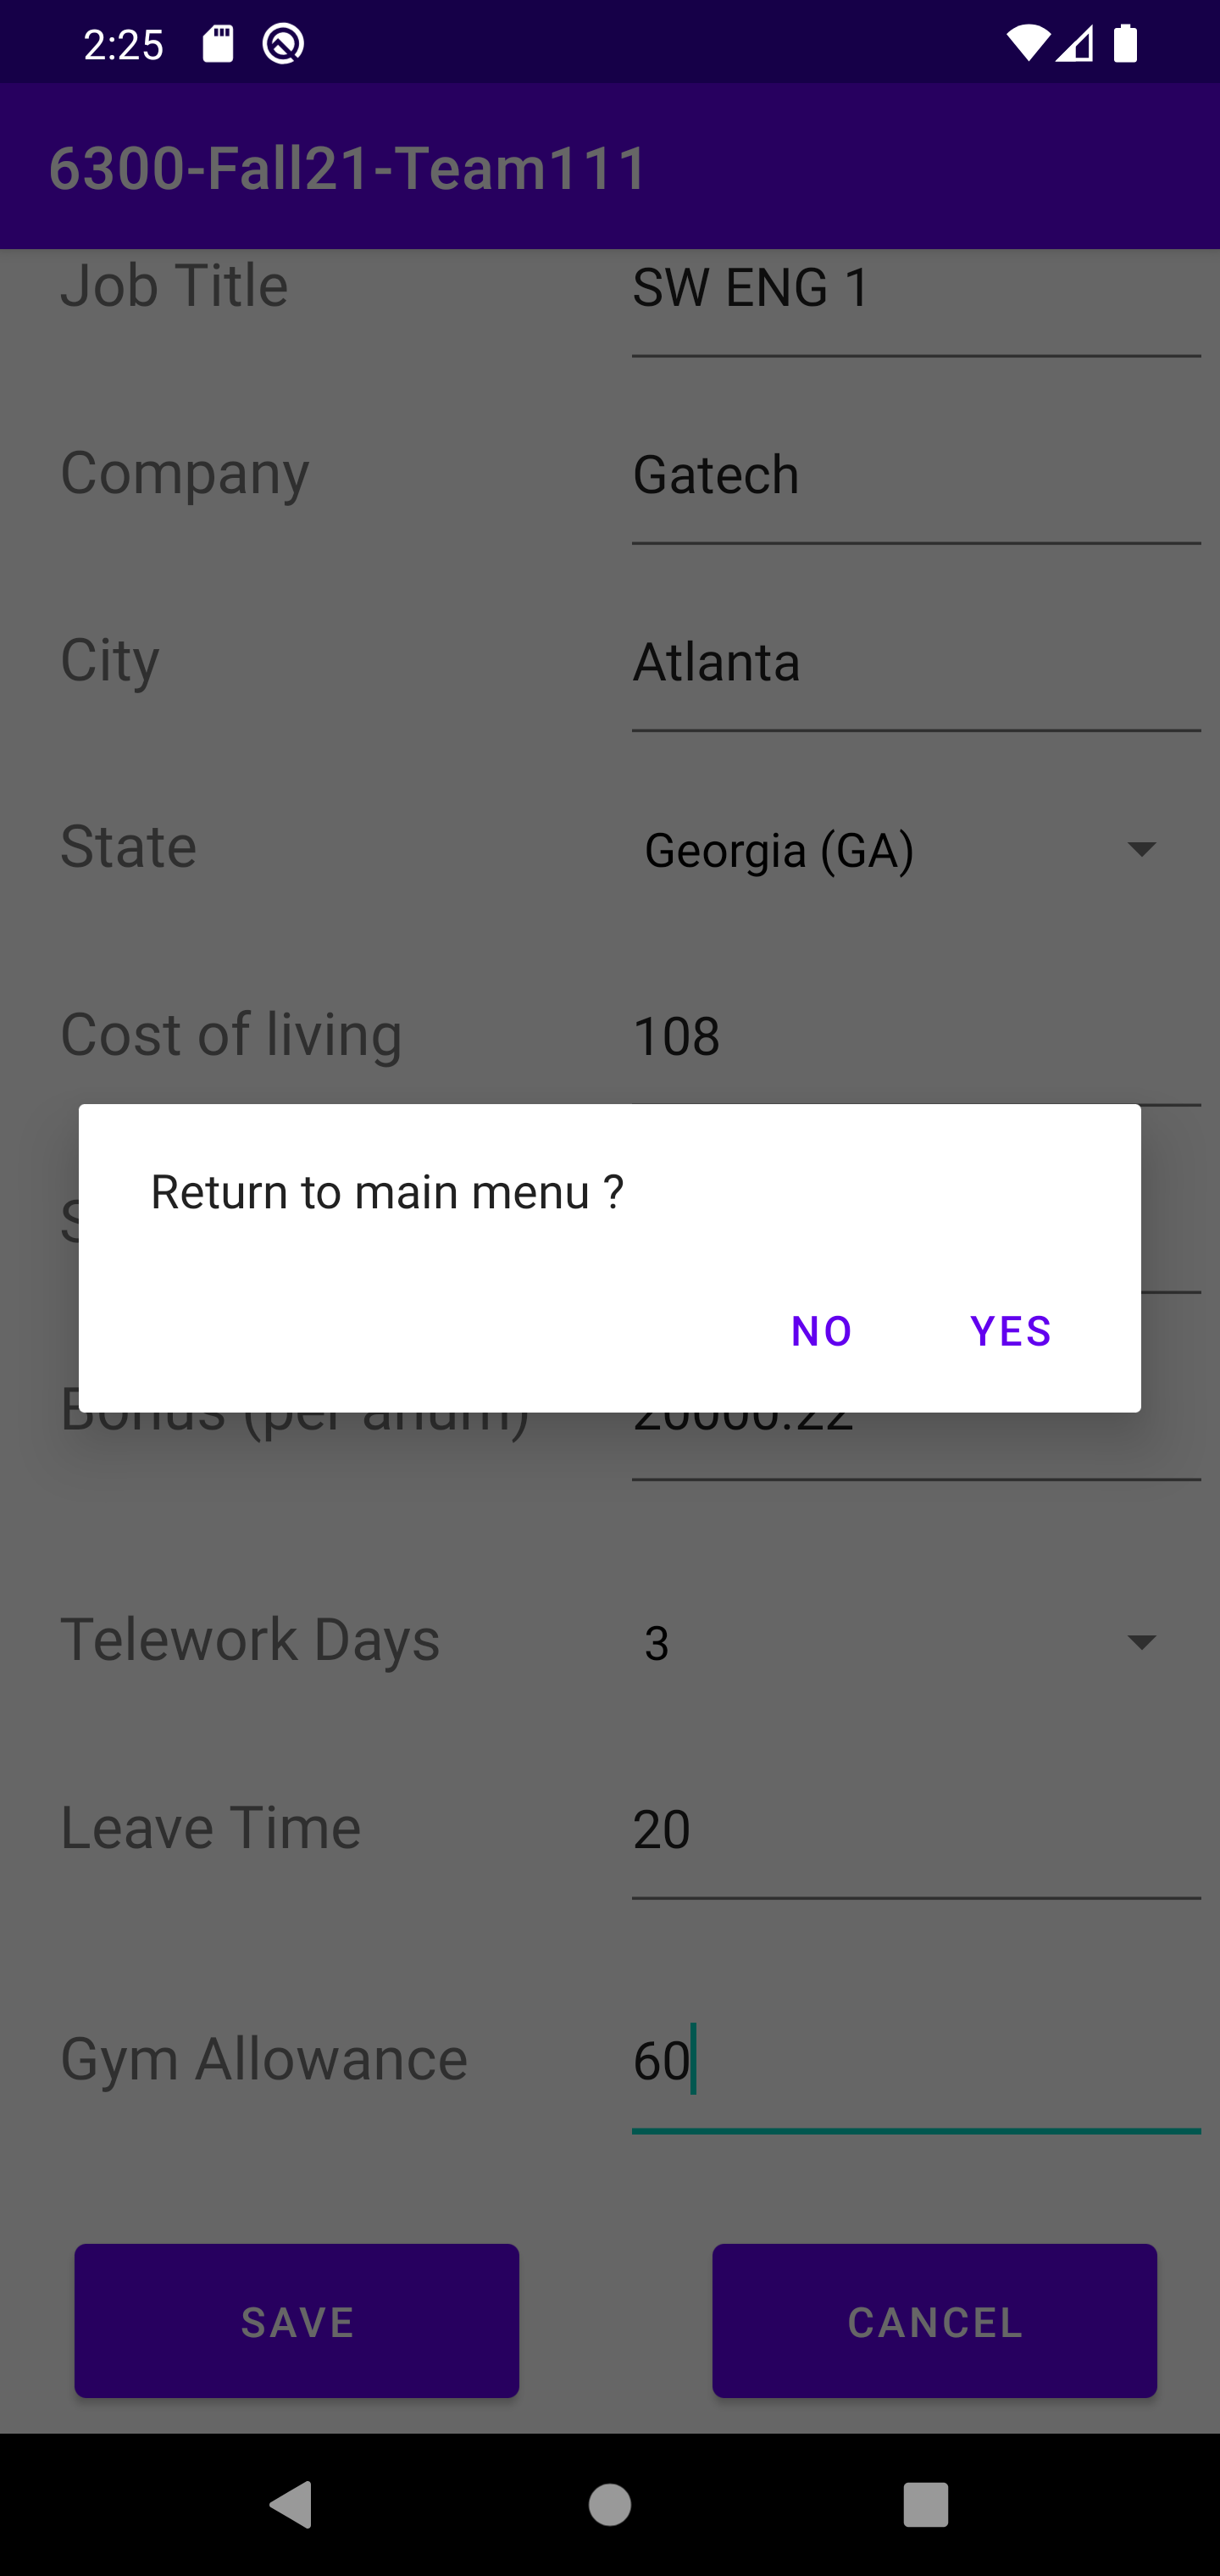 2:25
6300-Fall21-Team111
Job Title SW ENG 1
Company Gatech
City Atlanta
State Georgia (GA)
Cost of living 108
Return to main menu ?
NO YES
Bonus (per anum) 20000.22
Telework Days 3
Leave Time 20
Gym Allowance 60
SAVE CANCEL